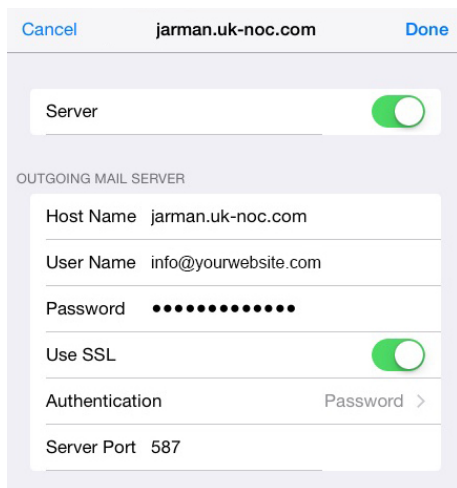 Cancel jarman.uk-noc.com Done
Server
OUTGOING MAIL SERVER
Host Name jarman.uk-noc.com
User Name info@yourwebsite.com
Password •••••••••••••
Use SSL
Authentication Password >
Server Port 587